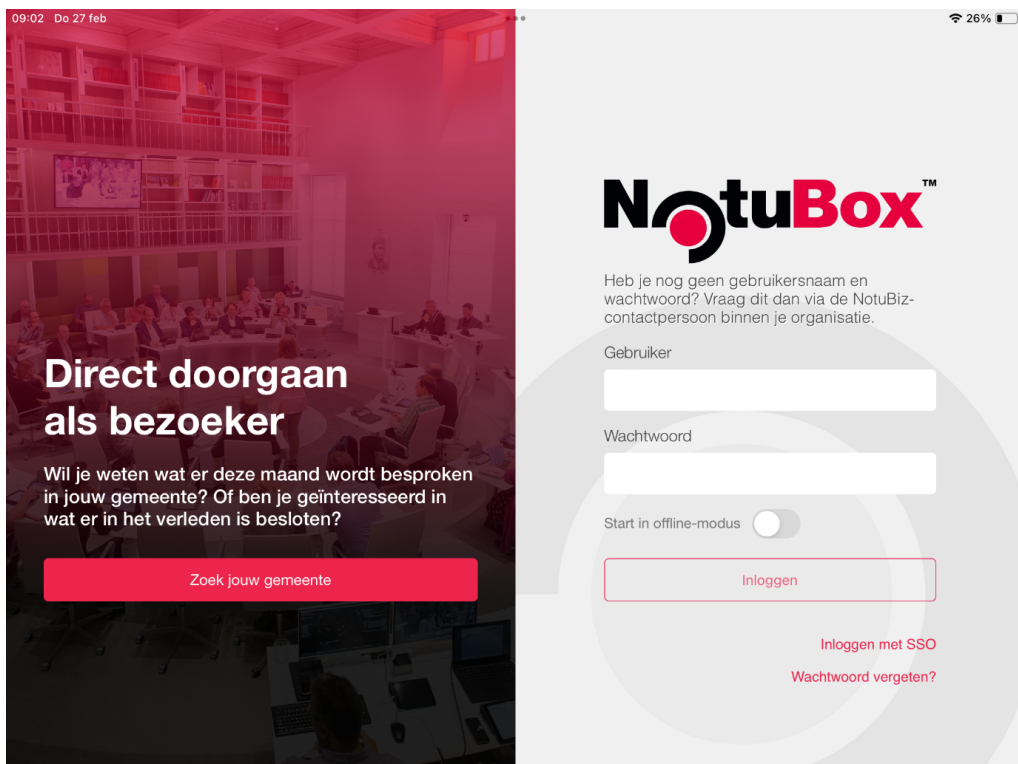 09:02 Do 27 feb
26%
Direct doorgaan
als bezoeker
Wil je weten wat er deze maand wordt besproken
in jouw gemeente? Of ben je geïnteresseerd in
wat er in het verleden is besloten?
Zoek jouw gemeente
NotuBox™
Heb je nog geen gebruikersnaam en
wachtwoord? Vraag dit dan via de NotuBiz-
contactpersoon binnen je organisatie.
Gebruiker
Wachtwoord
Start in offline-modus
Inloggen
Inloggen met SSO
Wachtwoord vergeten?